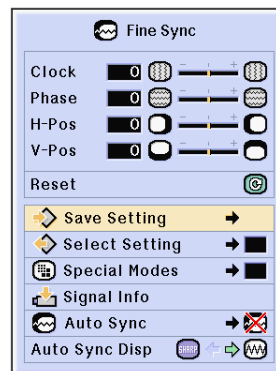 Fine Sync
Clock 0 - +
Phase 0 - +
H-Pos 0 - +
V-Pos 0 - +
Reset
Save Setting
Select Setting
Special Modes
Signal Info
Auto Sync
Auto Sync Disp SHARP